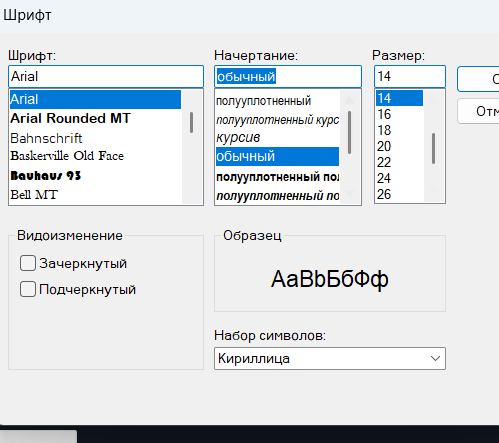 Шрифт
Шрифт:
Arial
Arial
Arial Rounded MT
Bahnschrift
Baskerville Old Face
Bauhaus 93
Bell MT
Начертание:
обычный
полууплотненный
полууплотненный курс
курсив
обычный
полууплотненный пол
полууплотненный по
Размер:
14
14
16
18
20
22
24
26
Отм
Видоизменение
Зачеркнутый
Подчеркнутый
Образец
AaBbБбФф
Набор символов:
Кириллица